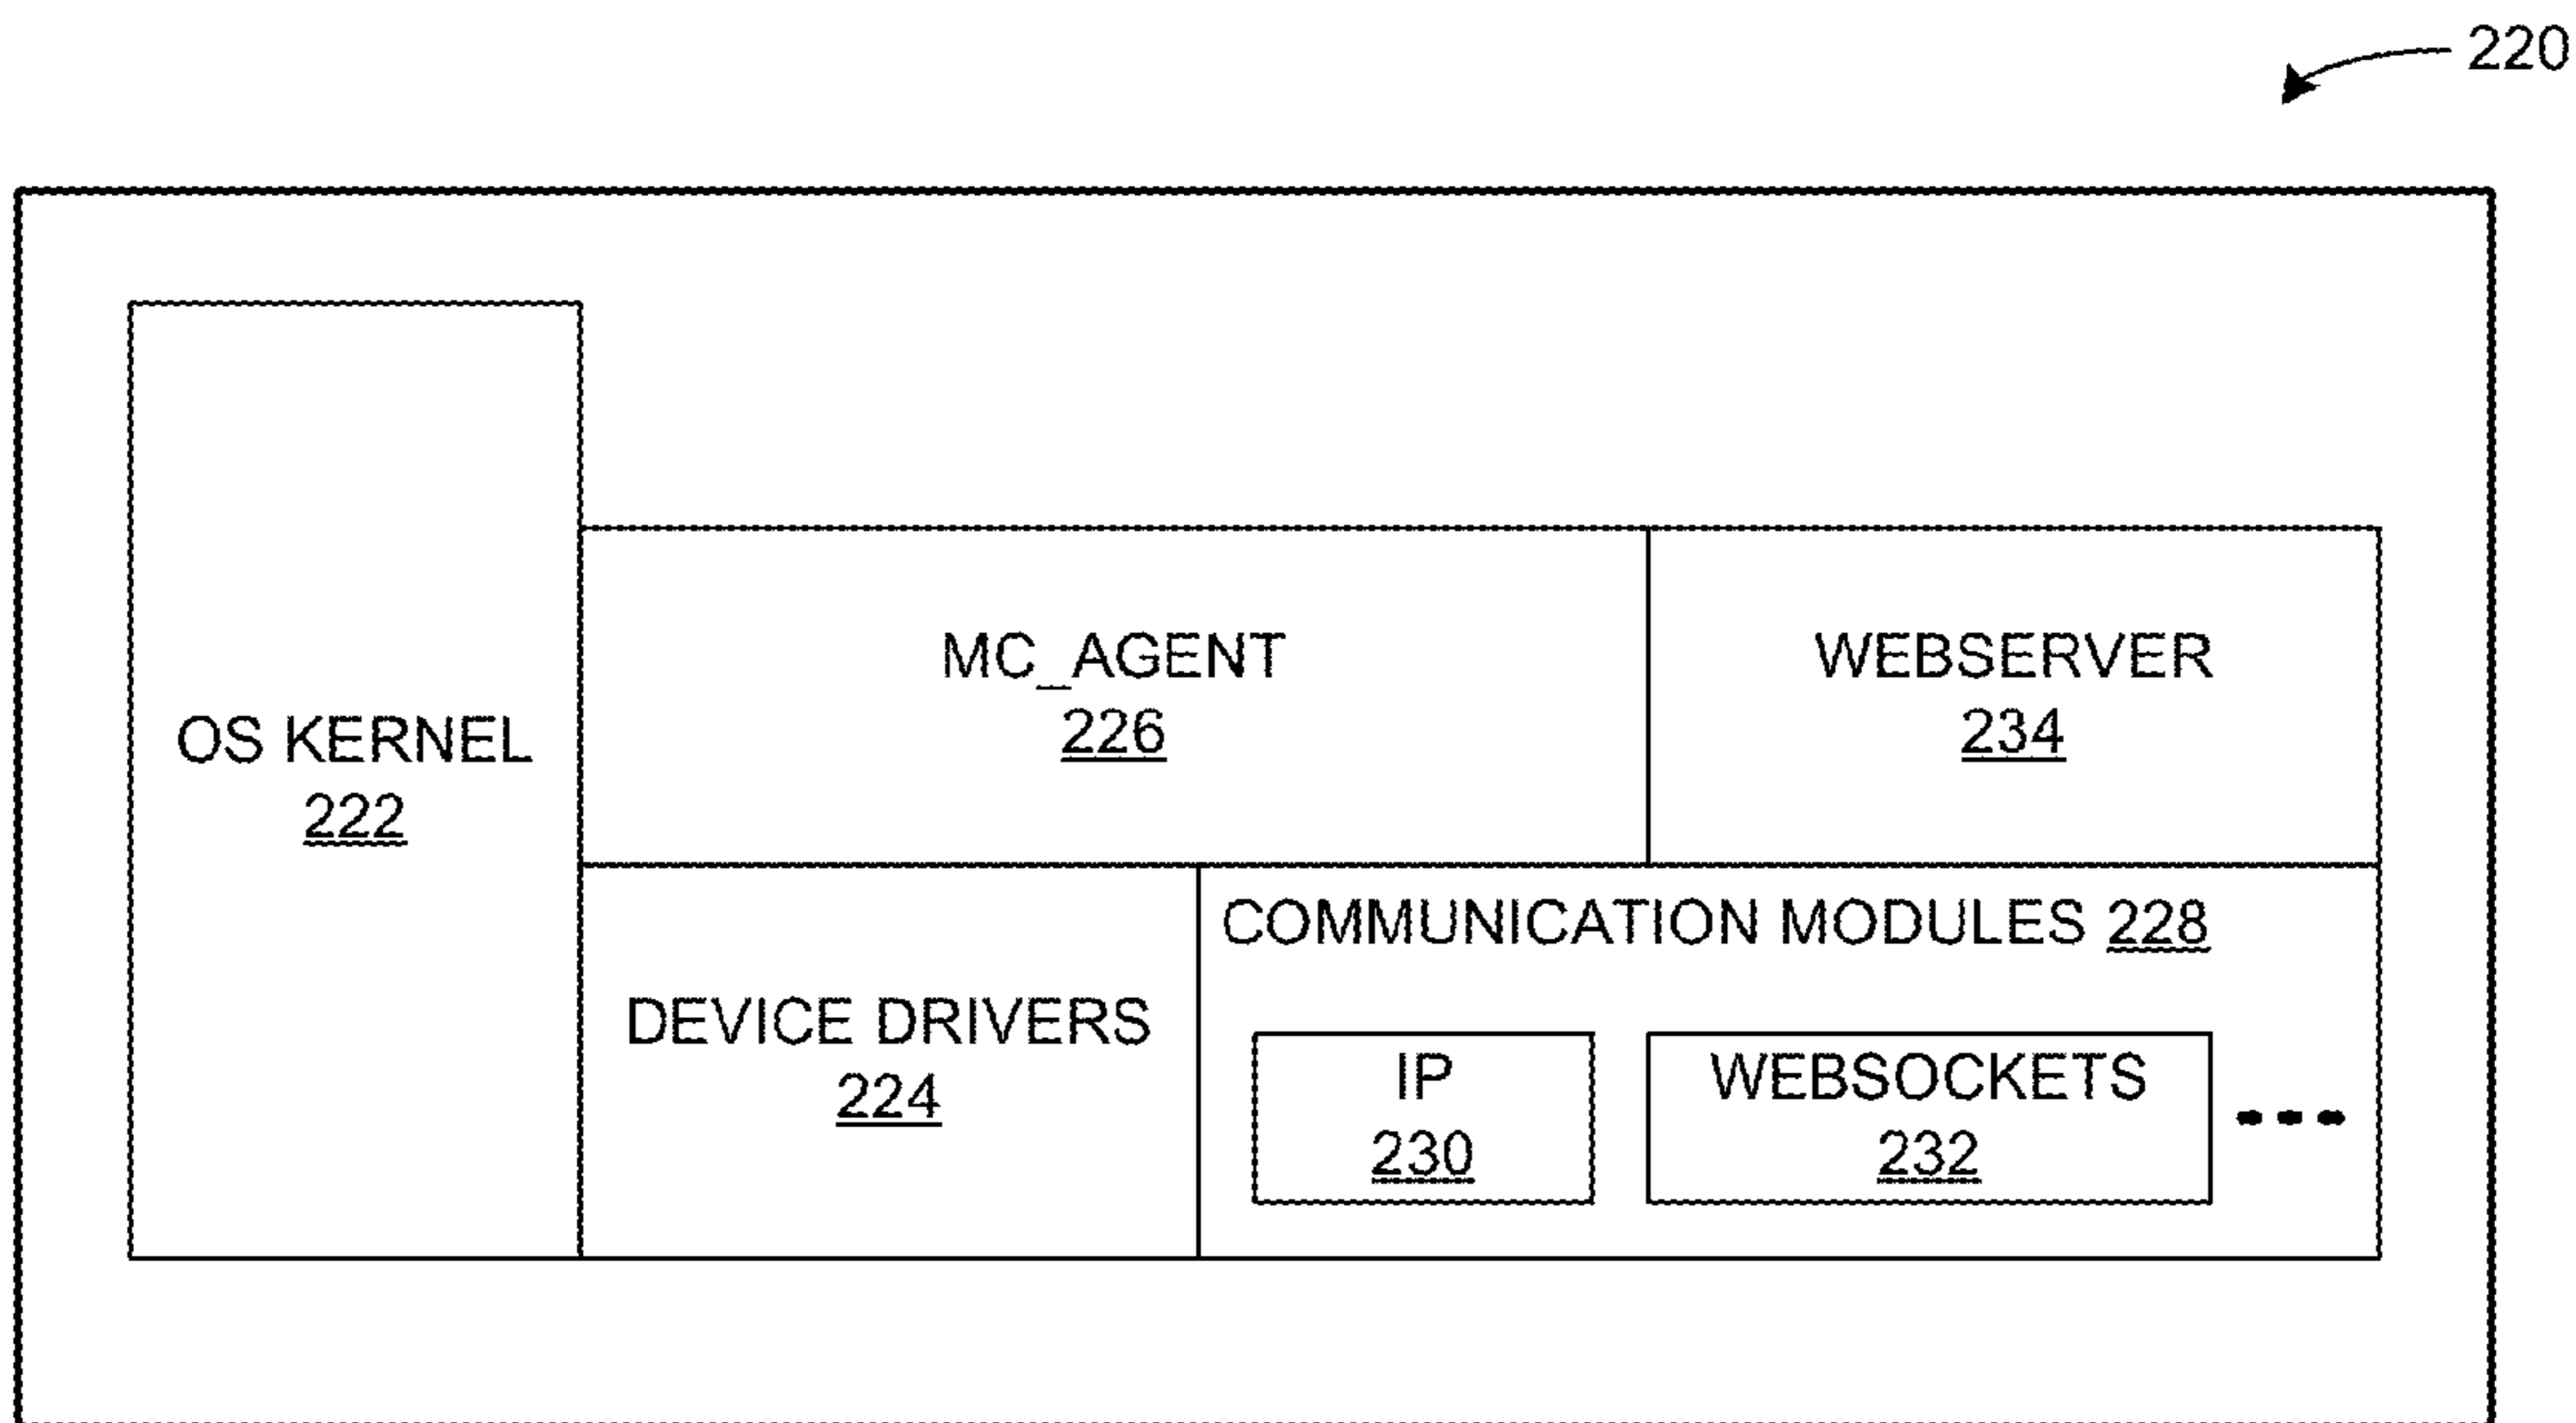 220
OS KERNEL
222
MC_AGENT
226
WEBSERVER
234
DEVICE DRIVERS
224
COMMUNICATION MODULES 228
IP
230
WEBSOCKETS
232